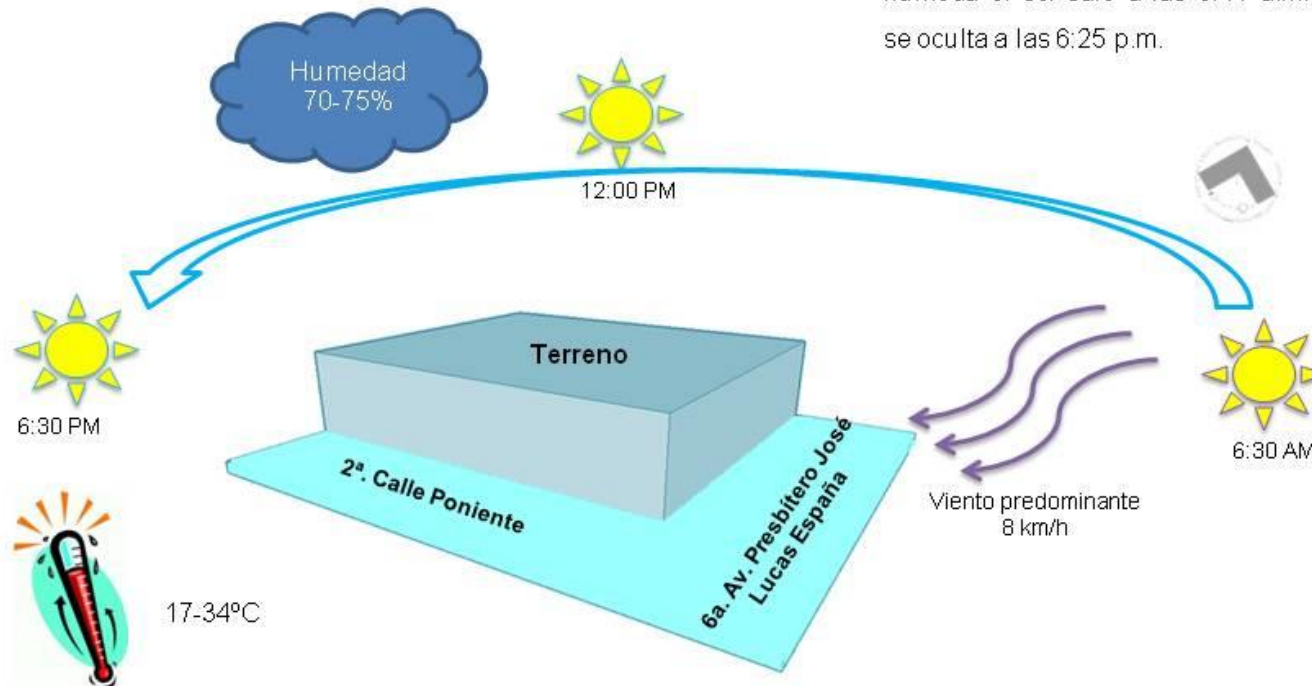 se oculta a las 6:25 p.m.
Humedad
70-75%
12:00 PM
Terreno
6:30 PM
6:30 AM
2ª. Calle Poniente
6a. Av. Presbítero José
Lucas España
Viento predominante
8 km/h
17-34ºC